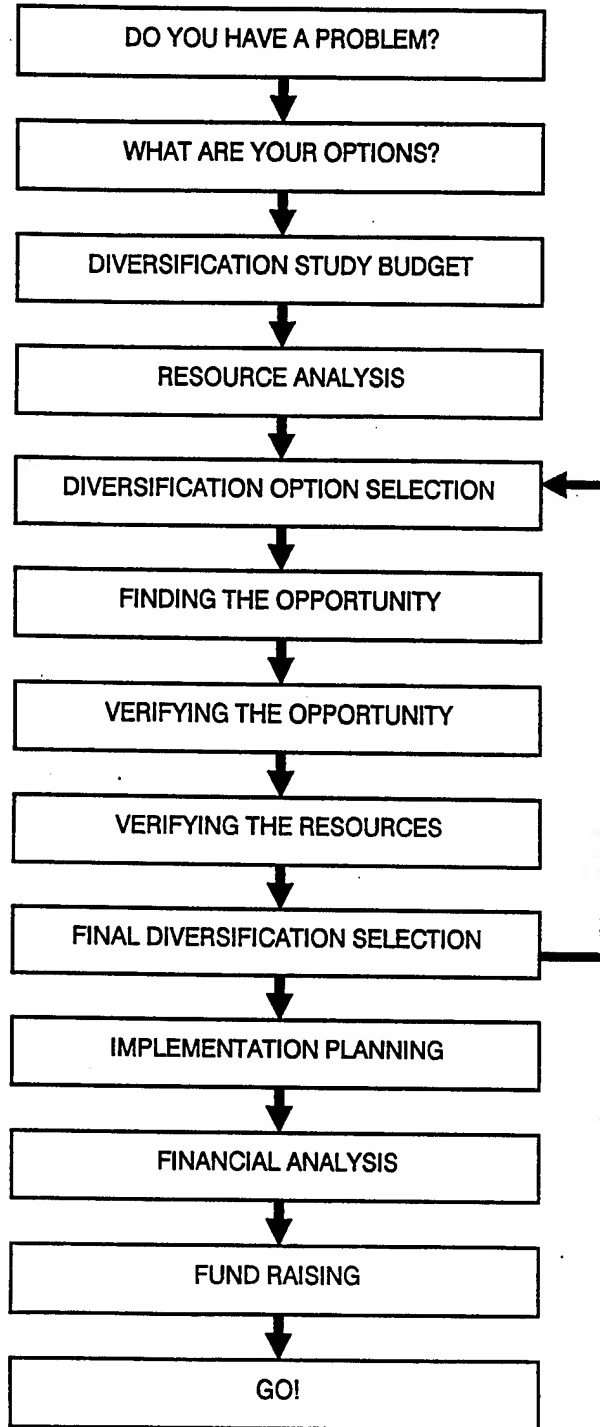 DO YOU HAVE A PROBLEM?
WHAT ARE YOUR OPTIONS?
DIVERSIFICATION STUDY BUDGET
RESOURCE ANALYSIS
DIVERSIFICATION OPTION SELECTION
FINDING THE OPPORTUNITY
VERIFYING THE OPPORTUNITY
VERIFYING THE RESOURCES
FINAL DIVERSIFICATION SELECTION
IMPLEMENTATION PLANNING
FINANCIAL ANALYSIS
FUND RAISING
GO!